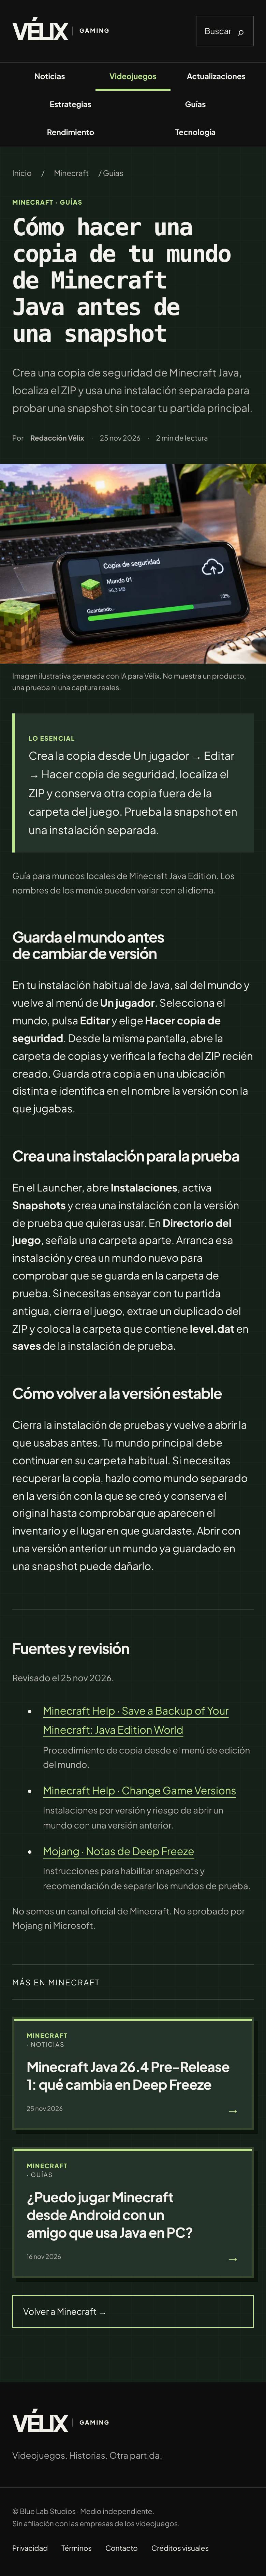 VÉLIX GAMING
Buscar
Noticias
Videojuegos
Actualizaciones
Estrategias
Guías
Rendimiento
Tecnología
Inicio / Minecraft / Guías
MINECRAFT · GUÍAS
Cómo hacer una
copia de tu mundo
de Minecraft
Java antes de
una snapshot
Crea una copia de seguridad de Minecraft Java,
localiza el ZIP y usa una instalación separada para
probar una snapshot sin tocar tu partida principal.
Por Redacción Vélix · 25 nov 2026 · 2 min de lectura
Copia de seguridad
Mundo 01
Guardando...
72%
Imagen ilustrativa generada con IA para Vélix. No muestra un producto,
una prueba ni una captura reales.
LO ESENCIAL
Crea la copia desde Un jugador → Editar
→ Hacer copia de seguridad, localiza el
ZIP y conserva otra copia fuera de la
carpeta del juego. Prueba la snapshot en
una instalación separada.
Guía para mundos locales de Minecraft Java Edition. Los
nombres de los menús pueden variar con el idioma.
Guarda el mundo antes
de cambiar de versión
En tu instalación habitual de Java, sal del mundo y
vuelve al menú de Un jugador. Selecciona el
mundo, pulsa Editar y elige Hacer copia de
seguridad. Desde la misma pantalla, abre la
carpeta de copias y verifica la fecha del ZIP recién
creado. Guarda otra copia en una ubicación
distinta e identifica en el nombre la versión con la
que jugabas.
Crea una instalación para la prueba
En el Launcher, abre Instalaciones, activa
Snapshots y crea una instalación con la versión
de prueba que quieras usar. En Directorio del
juego, señala una carpeta aparte. Arranca esa
instalación y crea un mundo nuevo para
comprobar que se guarda en la carpeta de
prueba. Si necesitas ensayar con tu partida
antigua, cierra el juego, extrae un duplicado del
ZIP y coloca la carpeta que contiene level.dat en
saves de la instalación de prueba.
Cómo volver a la versión estable
Cierra la instalación de pruebas y vuelve a abrir la
que usabas antes. Tu mundo principal debe
continuar en su carpeta habitual. Si necesitas
recuperar la copia, hazlo como mundo separado
en la versión con la que se creó y conserva el
original hasta comprobar que aparecen el
inventario y el lugar en que guardaste. Abrir con
una versión anterior un mundo ya guardado en
una snapshot puede dañarlo.
Fuentes y revisión
Revisado el 25 nov 2026.
• Minecraft Help · Save a Backup of Your
Minecraft: Java Edition World
Procedimiento de copia desde el menú de edición
del mundo.
• Minecraft Help · Change Game Versions
Instalaciones por versión y riesgo de abrir un
mundo con una versión anterior.
• Mojang · Notas de Deep Freeze
Instrucciones para habilitar snapshots y
recomendación de separar los mundos de prueba.
No somos un canal oficial de Minecraft. No aprobado por
Mojang ni Microsoft.
MÁS EN MINECRAFT
MINECRAFT
· NOTICIAS
Minecraft Java 26.4 Pre-Release
1: qué cambia en Deep Freeze
25 nov 2026 →
MINECRAFT
· GUÍAS
¿Puedo jugar Minecraft
desde Android con un
amigo que usa Java en PC?
16 nov 2026 →
Volver a Minecraft →
VÉLIX GAMING
Videojuegos. Historias. Otra partida.
© Blue Lab Studios · Medio independiente.
Sin afiliación con las empresas de los videojuegos.
Privacidad Términos Contacto Créditos visuales